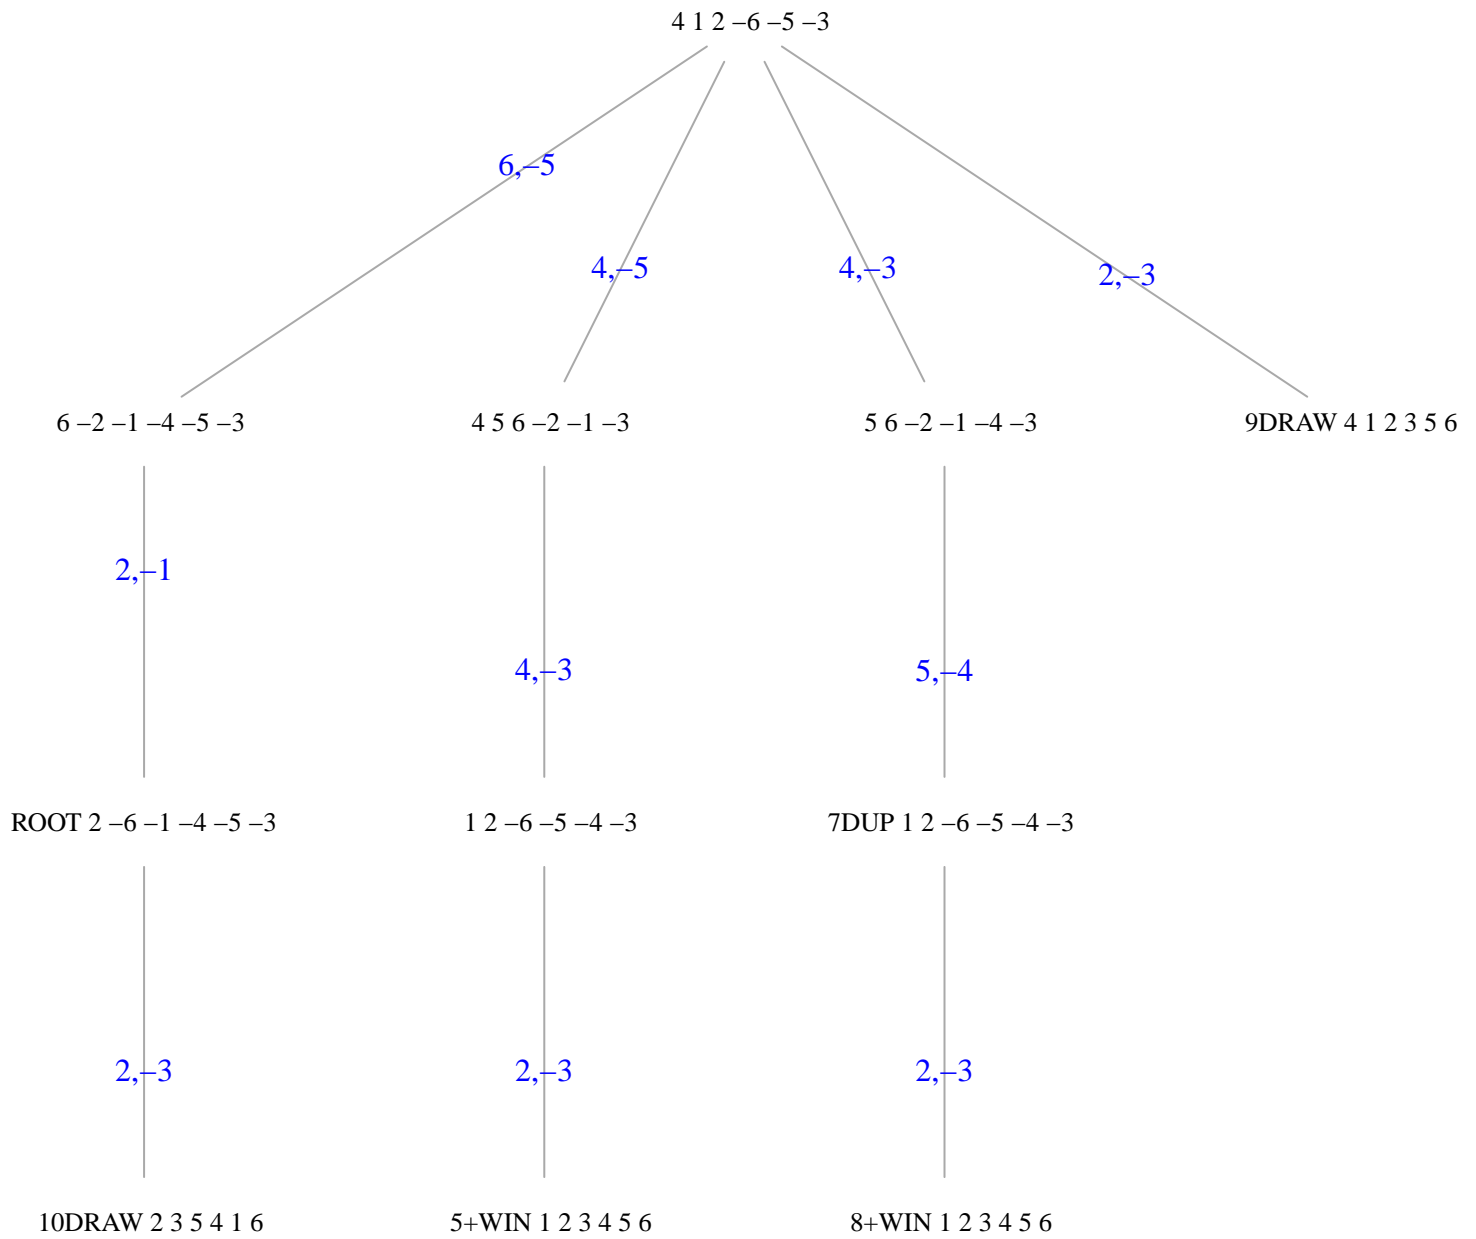 4 1 2 –6 –5 –3
6,–5
4,–5
4,–3
2,–3
6 –2 –1 –4 –5 –3
4 5 6 –2 –1 –3
5 6 –2 –1 –4 –3
9DRAW 4 1 2 3 5 6
2,–1
4,–3
5,–4
ROOT 2 –6 –1 –4 –5 –3
1 2 –6 –5 –4 –3
7DUP 1 2 –6 –5 –4 –3
2,–3
2,–3
2,–3
10DRAW 2 3 5 4 1 6
5+WIN 1 2 3 4 5 6
8+WIN 1 2 3 4 5 6